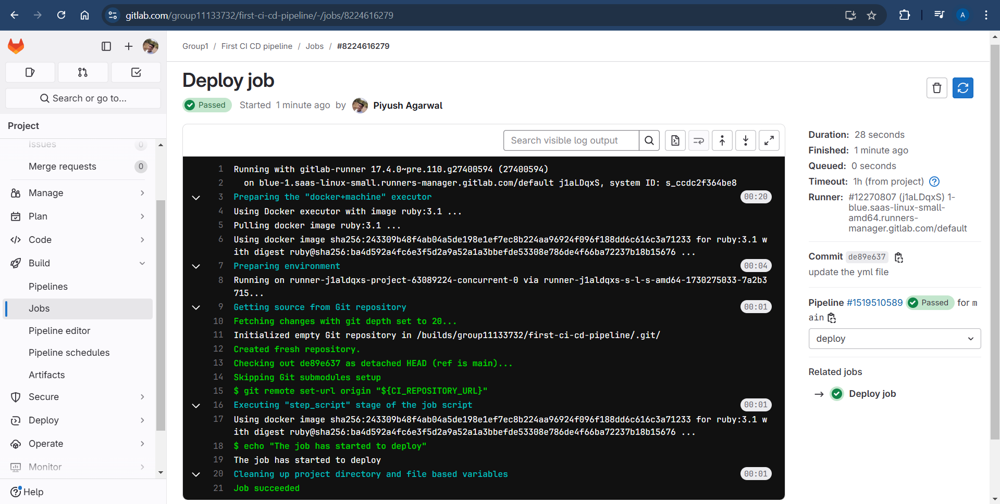 gitlab.com/group11133732/first-ci-cd-pipeline/-/jobs/8224616279
A
Search or go to...
Project
Issues 0
Merge requests 0
Manage
Plan
Code
Build
Pipelines
Jobs
Pipeline editor
Pipeline schedules
Artifacts
Secure
Deploy
Operate
Monitor
Help
Group1 / First CI CD pipeline / Jobs / #8224616279
Deploy job
Passed Started 1 minute ago by Piyush Agarwal
Search visible log output
1 Running with gitlab-runner 17.4.0~pre.110.g27400594 (27400594)
2 on blue-1.saas-linux-small.runners-manager.gitlab.com/default j1aLDqxS, system ID: s_ccdc2f364be8
3 Preparing the "docker+machine" executor 00:20
4 Using Docker executor with image ruby:3.1 ...
5 Pulling docker image ruby:3.1 ...
6 Using docker image sha256:243309b48f4ab04a5de198e1ef7ec8b224aa96924f096f188dd6c616c3a71233 for ruby:3.1 w
ith digest ruby@sha256:ba4d592a4fc6e3f5d2a9a52a1a3bbefde53308e786de4f66ba72237b18b15676 ...
7 Preparing environment 00:04
8 Running on runner-j1aldqxs-project-63089224-concurrent-0 via runner-j1aldqxs-s-l-s-amd64-1730275033-7a2b3
715...
9 Getting source from Git repository 00:01
10 Fetching changes with git depth set to 20...
11 Initialized empty Git repository in /builds/group11133732/first-ci-cd-pipeline/.git/
12 Created fresh repository.
13 Checking out de89e637 as detached HEAD (ref is main)...
14 Skipping Git submodules setup
15 $ git remote set-url origin "${CI_REPOSITORY_URL}"
16 Executing "step_script" stage of the job script 00:01
17 Using docker image sha256:243309b48f4ab04a5de198e1ef7ec8b224aa96924f096f188dd6c616c3a71233 for ruby:3.1 w
ith digest ruby@sha256:ba4d592a4fc6e3f5d2a9a52a1a3bbefde53308e786de4f66ba72237b18b15676 ...
18 $ echo "The job has started to deploy"
19 The job has started to deploy
20 Cleaning up project directory and file based variables 00:01
21 Job succeeded
Duration: 28 seconds
Finished: 1 minute ago
Queued: 0 seconds
Timeout: 1h (from project)
Runner: #12270807 (j1aLDqxS) 1-
blue.saas-linux-small-
amd64.runners-
manager.gitlab.com/default
Commit de89e637
update the yml file
Pipeline #1519510589 Passed for m
ain
deploy
Related jobs
Deploy job